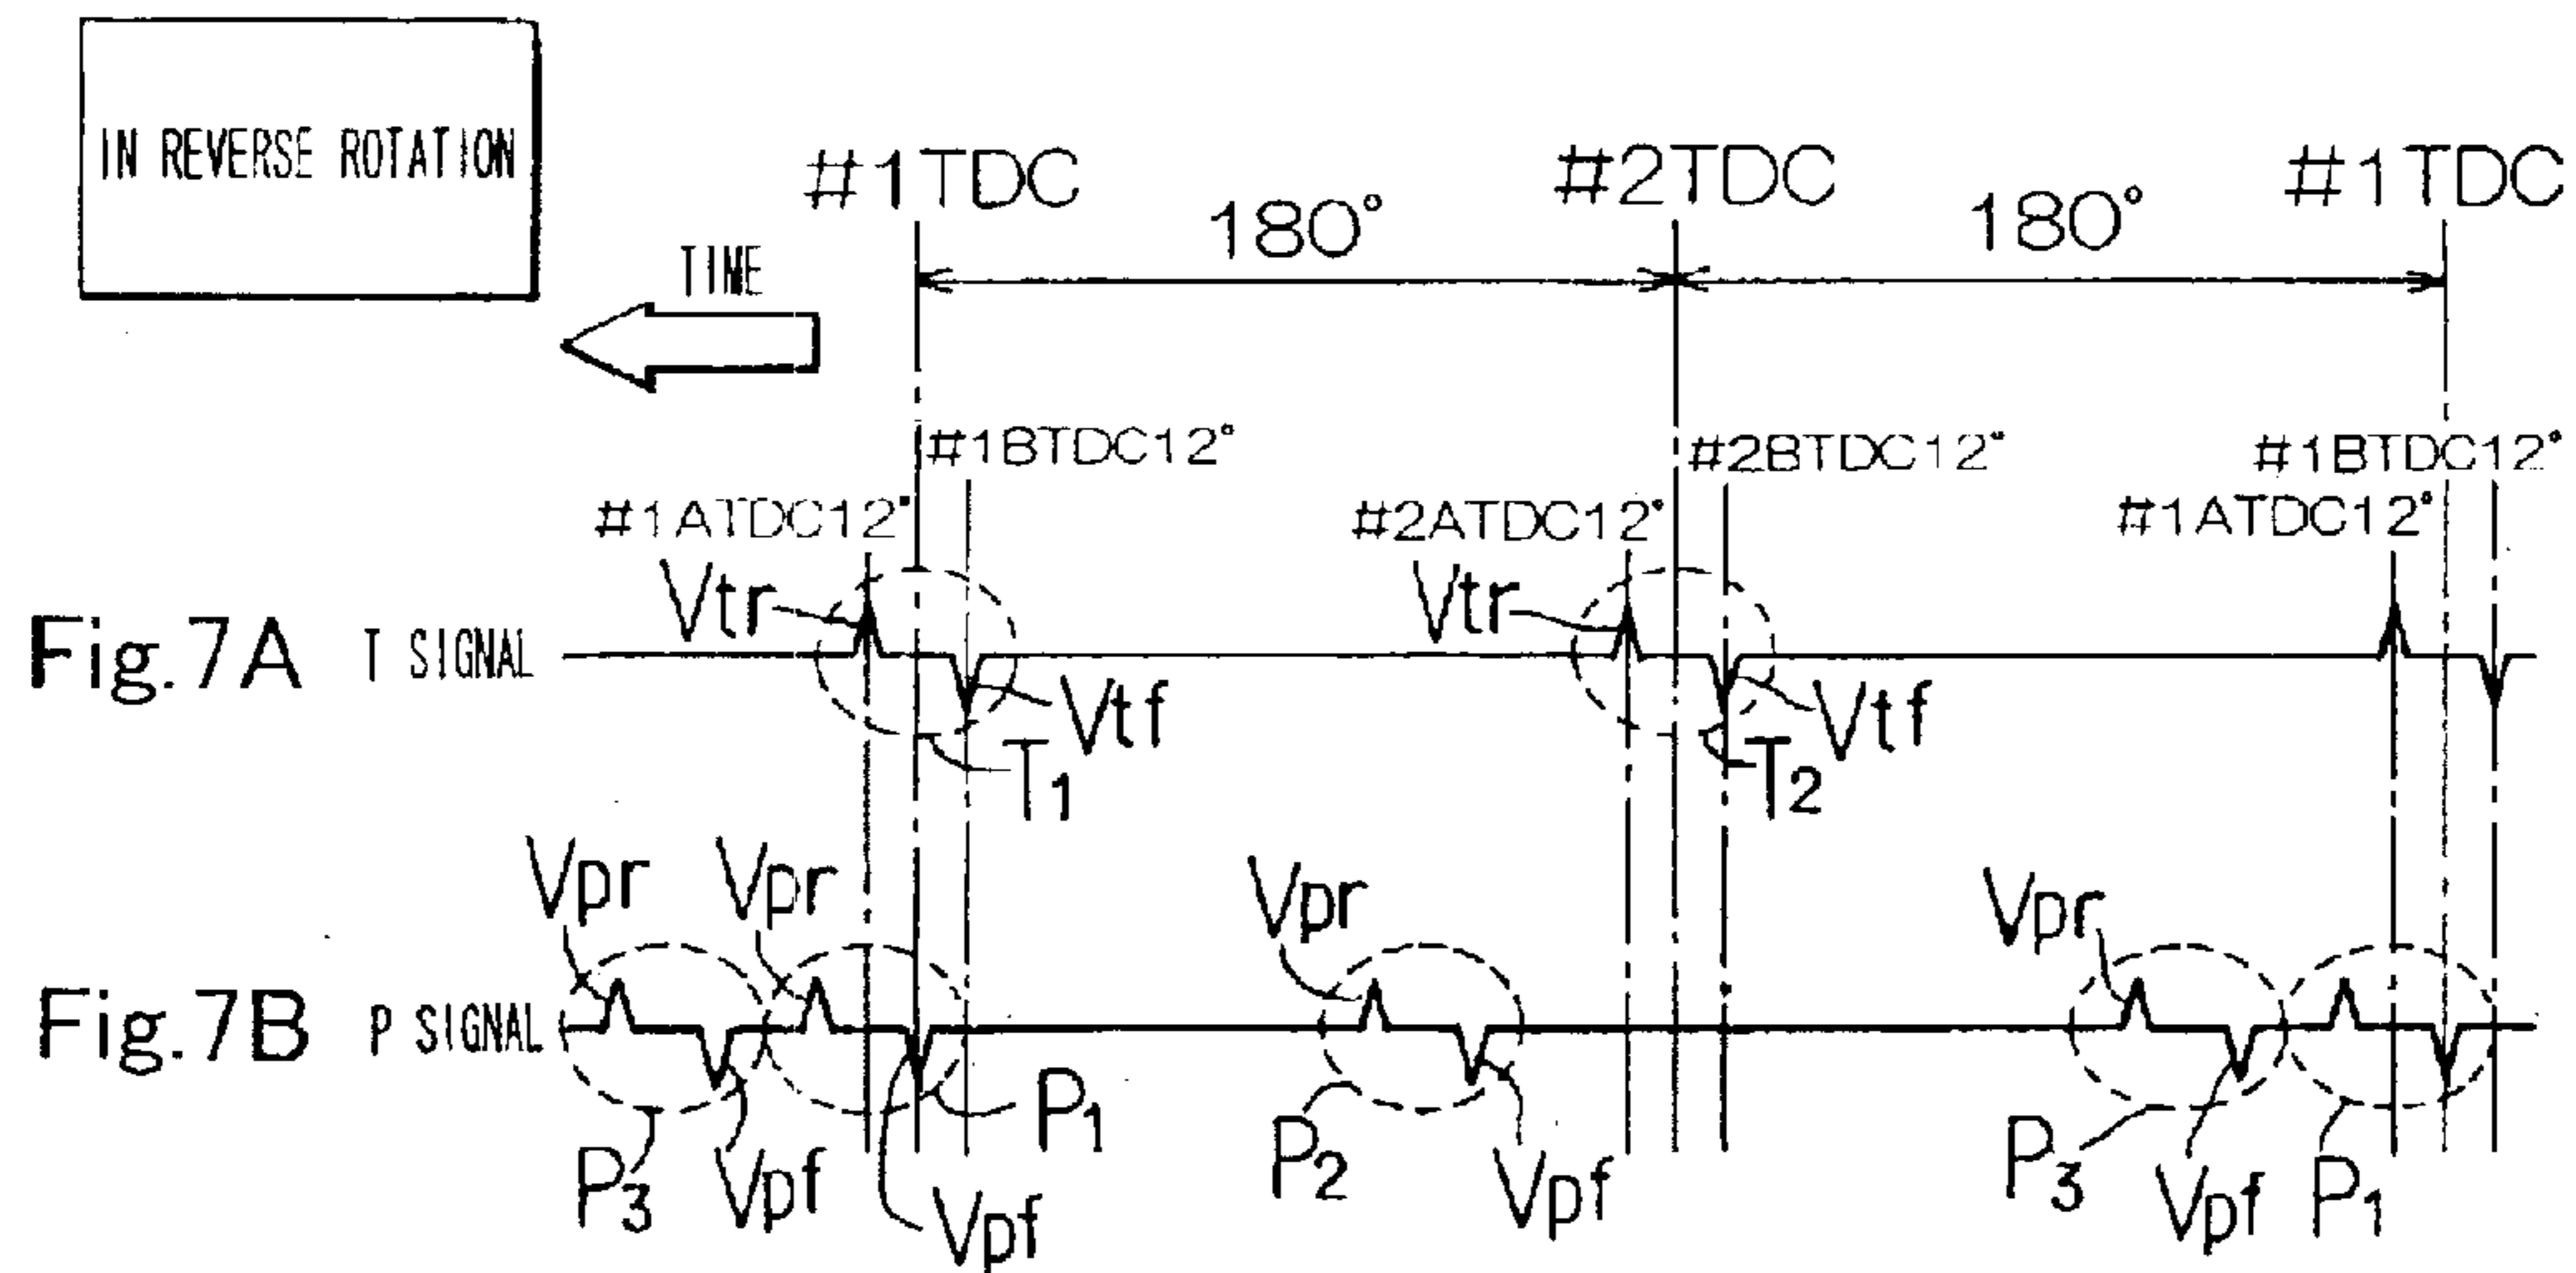 IN REVERSE ROTATION
#1TDC #2TDC #1TDC
180° 180°
TIME
#1BTDC12° #2BTDC12° #1BTDC12°
#1ATDC12° #2ATDC12° #1ATDC12°
Vtr Vtr
Fig.7A T SIGNAL
Vtf Vtf
T1 T2
Vpr Vpr Vpr Vpr
Fig.7B P SIGNAL
P1 P2 P3 P1
P3 Vpf Vpf Vpf Vpf